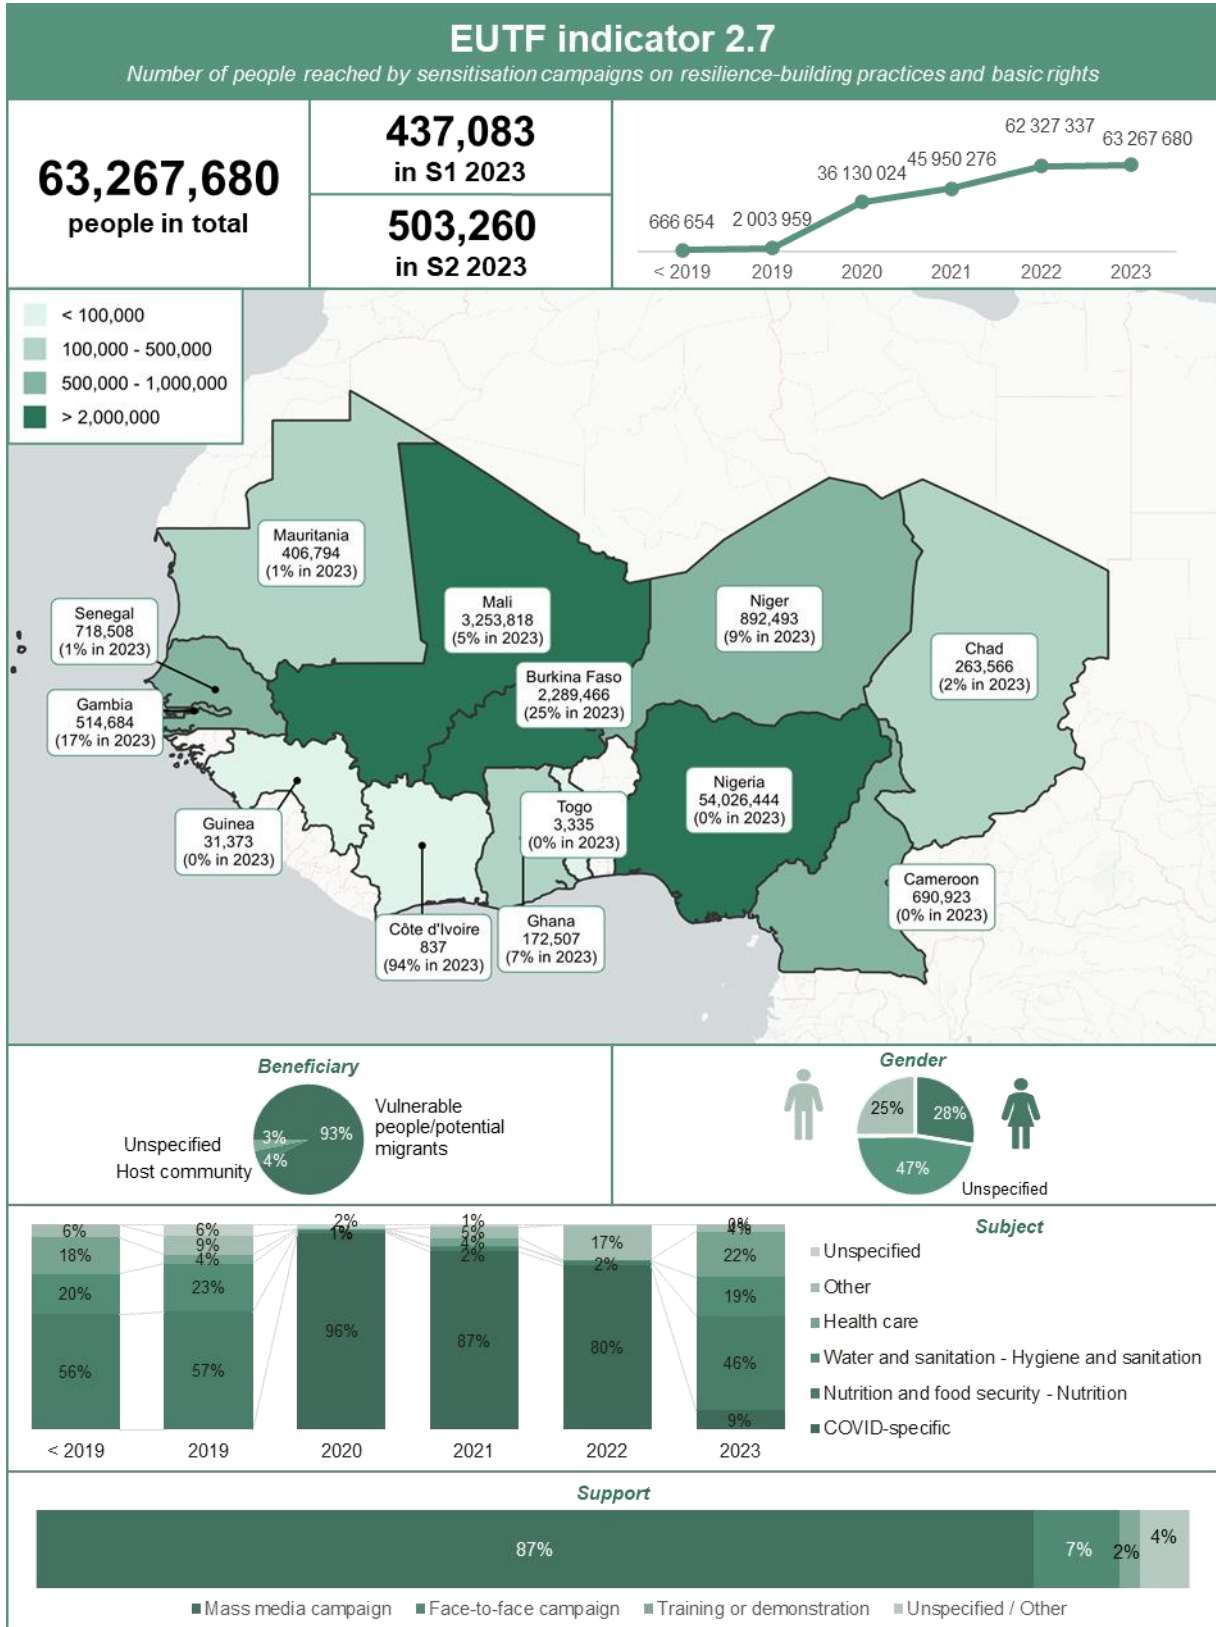 EUTF indicator 2.7
Number of people reached by sensitisation campaigns on resilience-building practices and basic rights
63,267,680
people in total
437,083
in S1 2023
503,260
in S2 2023
666 654
2 003 959
36 130 024
45 950 276
62 327 337
63 267 680
< 2019
2019
2020
2021
2022
2023
< 100,000
100,000 - 500,000
500,000 - 1,000,000
> 2,000,000
Mauritania
406,794
(1% in 2023)
Mali
3,253,818
(5% in 2023)
Niger
892,493
(9% in 2023)
Senegal
718,508
(1% in 2023)
Chad
263,566
(2% in 2023)
Burkina Faso
2,289,466
(25% in 2023)
Gambia
514,684
(17% in 2023)
Nigeria
54,026,444
(0% in 2023)
Togo
3,335
(0% in 2023)
Guinea
31,373
(0% in 2023)
Cameroon
690,923
(0% in 2023)
Côte d'Ivoire
837
(94% in 2023)
Ghana
172,507
(7% in 2023)
Beneficiary
Vulnerable
people/potential
migrants
93%
Unspecified
3%
Host community
4%
Gender
25%
28%
47%
Unspecified
Subject
6%
18%
20%
56%
6%
9%
4%
23%
57%
2%
1%
96%
1%
5%
4%
2%
87%
17%
2%
80%
0%
4%
22%
19%
46%
9%
< 2019
2019
2020
2021
2022
2023
Unspecified
Other
Health care
Water and sanitation - Hygiene and sanitation
Nutrition and food security - Nutrition
COVID-specific
Support
87%
7%
2%
4%
Mass media campaign
Face-to-face campaign
Training or demonstration
Unspecified / Other